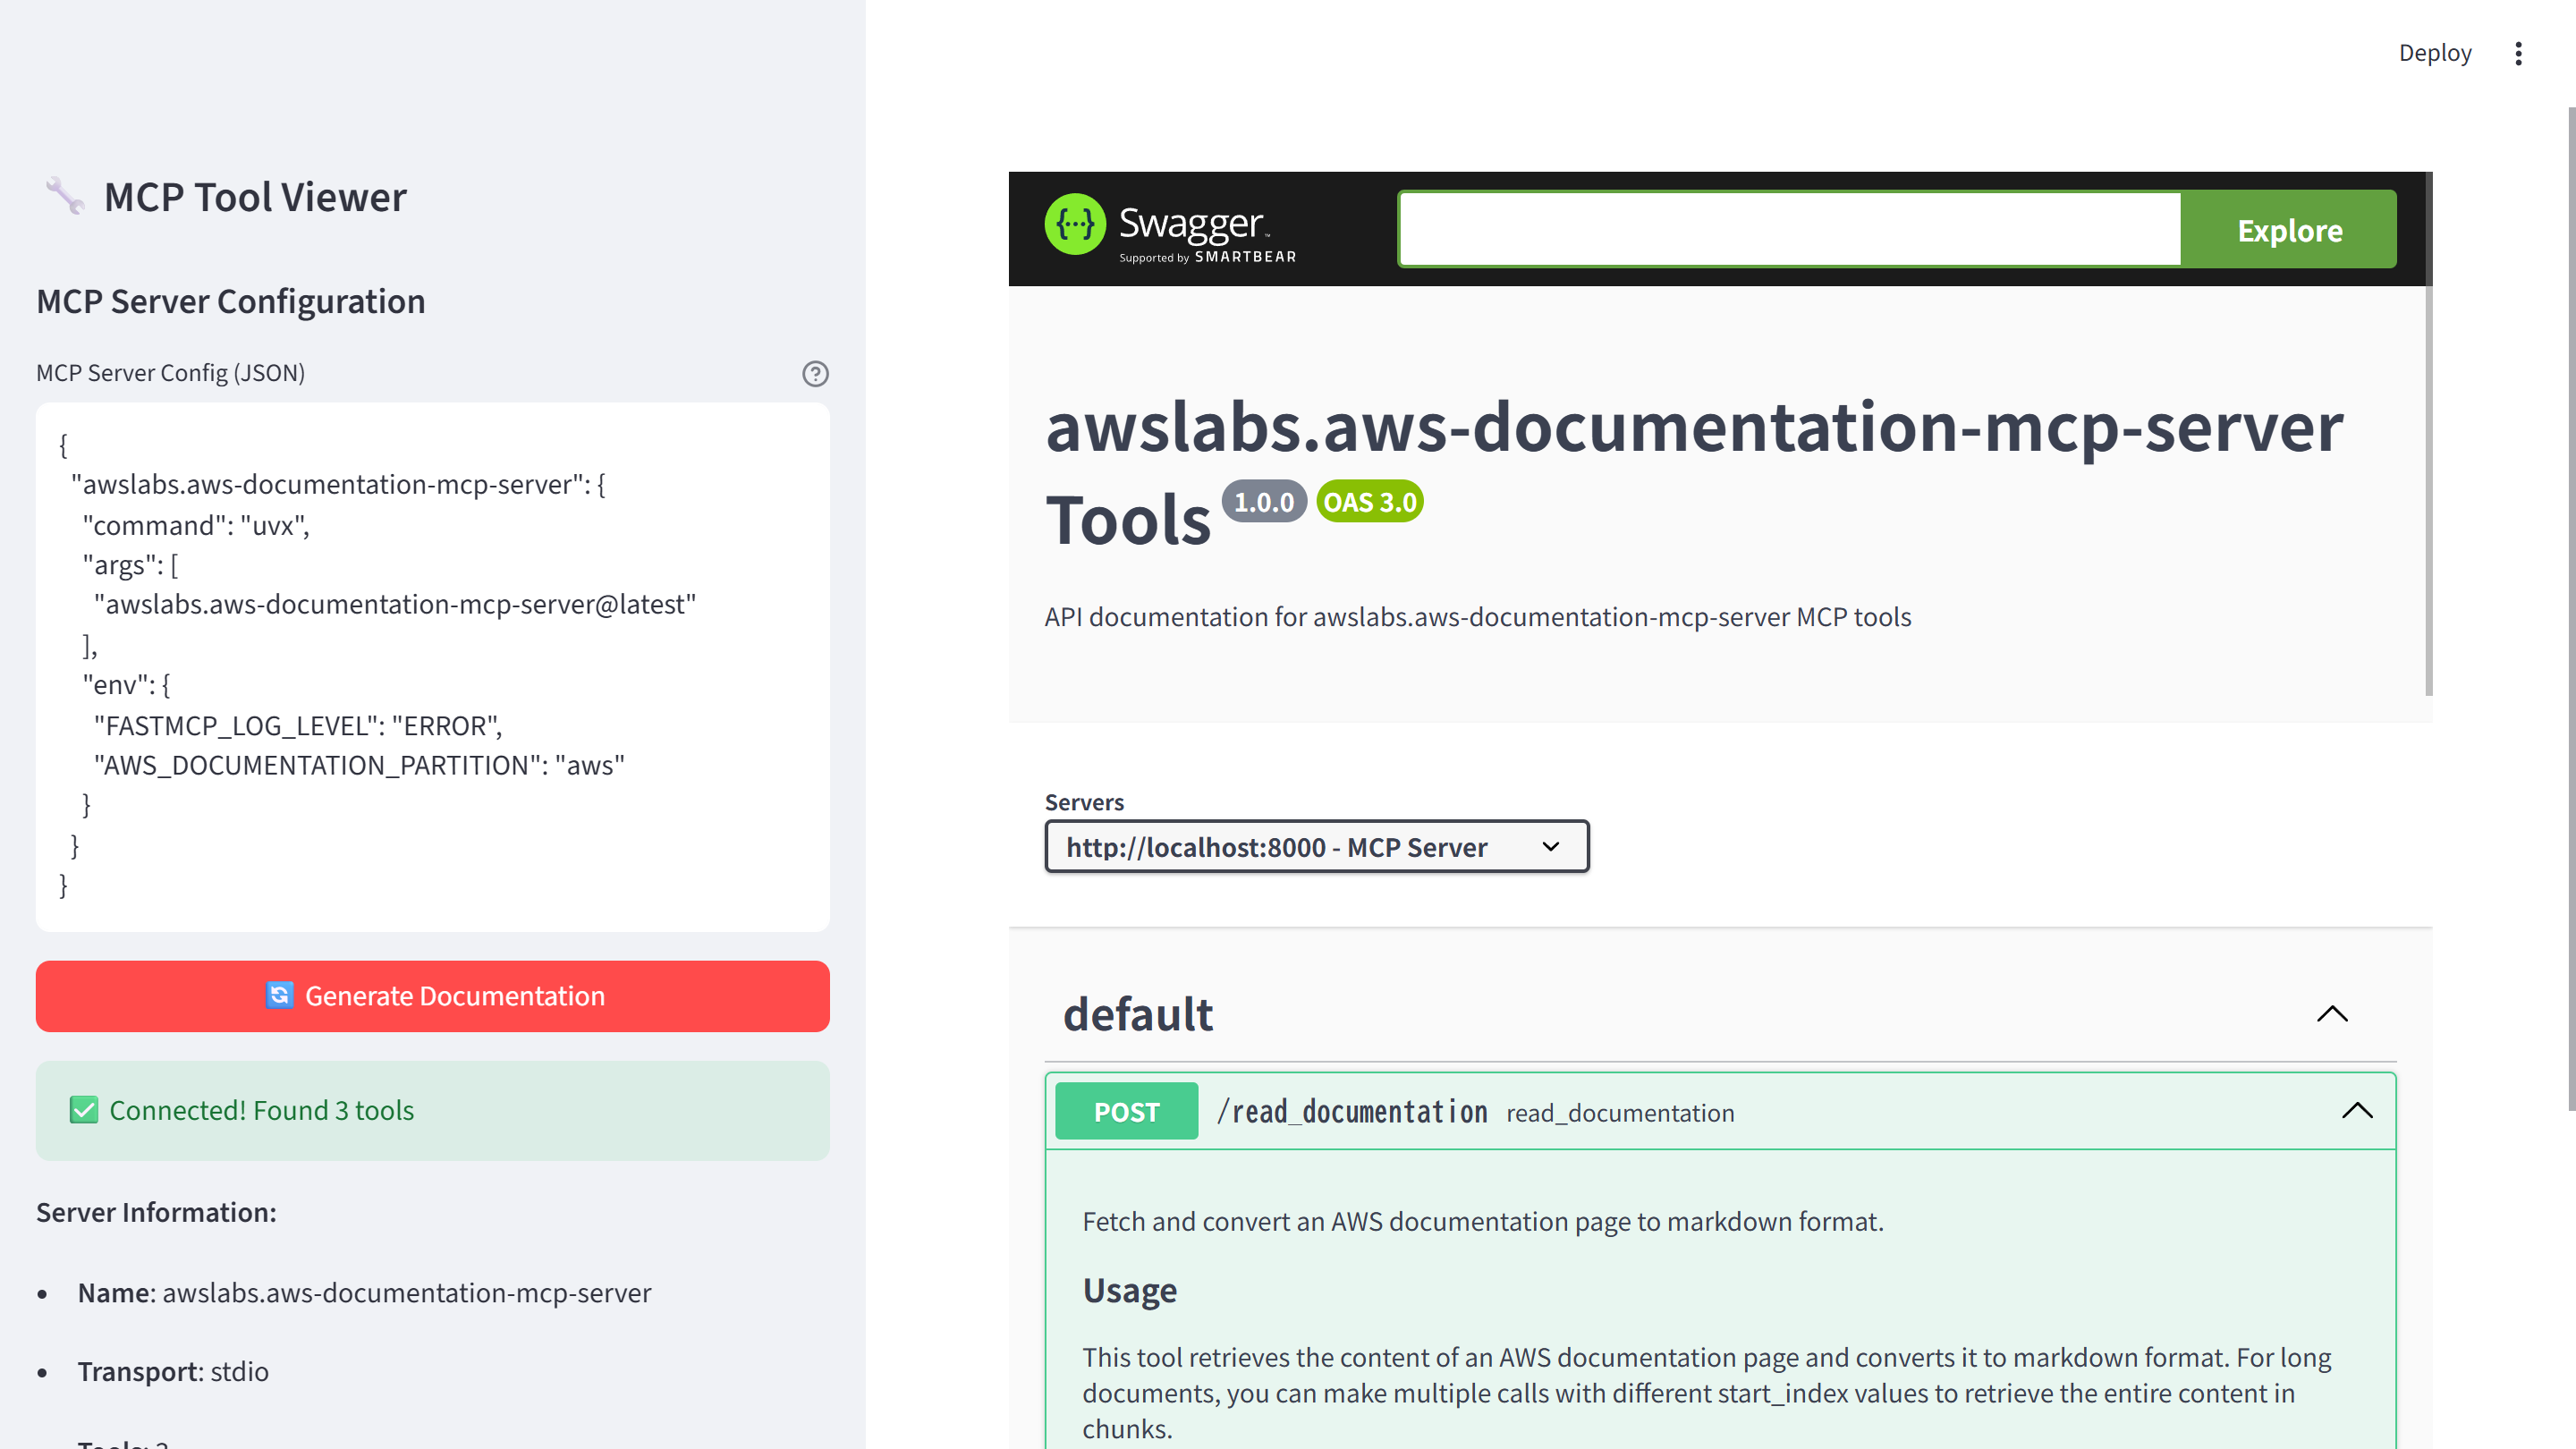 Deploy
MCP Tool Viewer
MCP Server Configuration
MCP Server Config (JSON)
{
"awslabs.aws-documentation-mcp-server": {
"command": "uvx",
"args": [
"awslabs.aws-documentation-mcp-server@latest"
],
"env": {
"FASTMCP_LOG_LEVEL": "ERROR",
"AWS_DOCUMENTATION_PARTITION": "aws"
}
}
}
Generate Documentation
Connected! Found 3 tools
Server Information:
• Name: awslabs.aws-documentation-mcp-server
• Transport: stdio
Swagger
Supported by SMARTBEAR
Explore
awslabs.aws-documentation-mcp-server
Tools 1.0.0 OAS 3.0
API documentation for awslabs.aws-documentation-mcp-server MCP tools
Servers
http://localhost:8000 - MCP Server
default
POST /read_documentation read_documentation
Fetch and convert an AWS documentation page to markdown format.
Usage
This tool retrieves the content of an AWS documentation page and converts it to markdown format. For long
documents, you can make multiple calls with different start_index values to retrieve the entire content in
chunks.